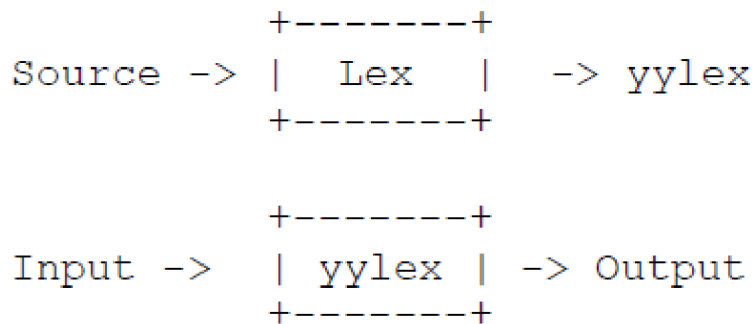 +-------+
Source -> | Lex | -> yylex
+-------+
+-------+
Input -> | yylex | -> Output
+-------+